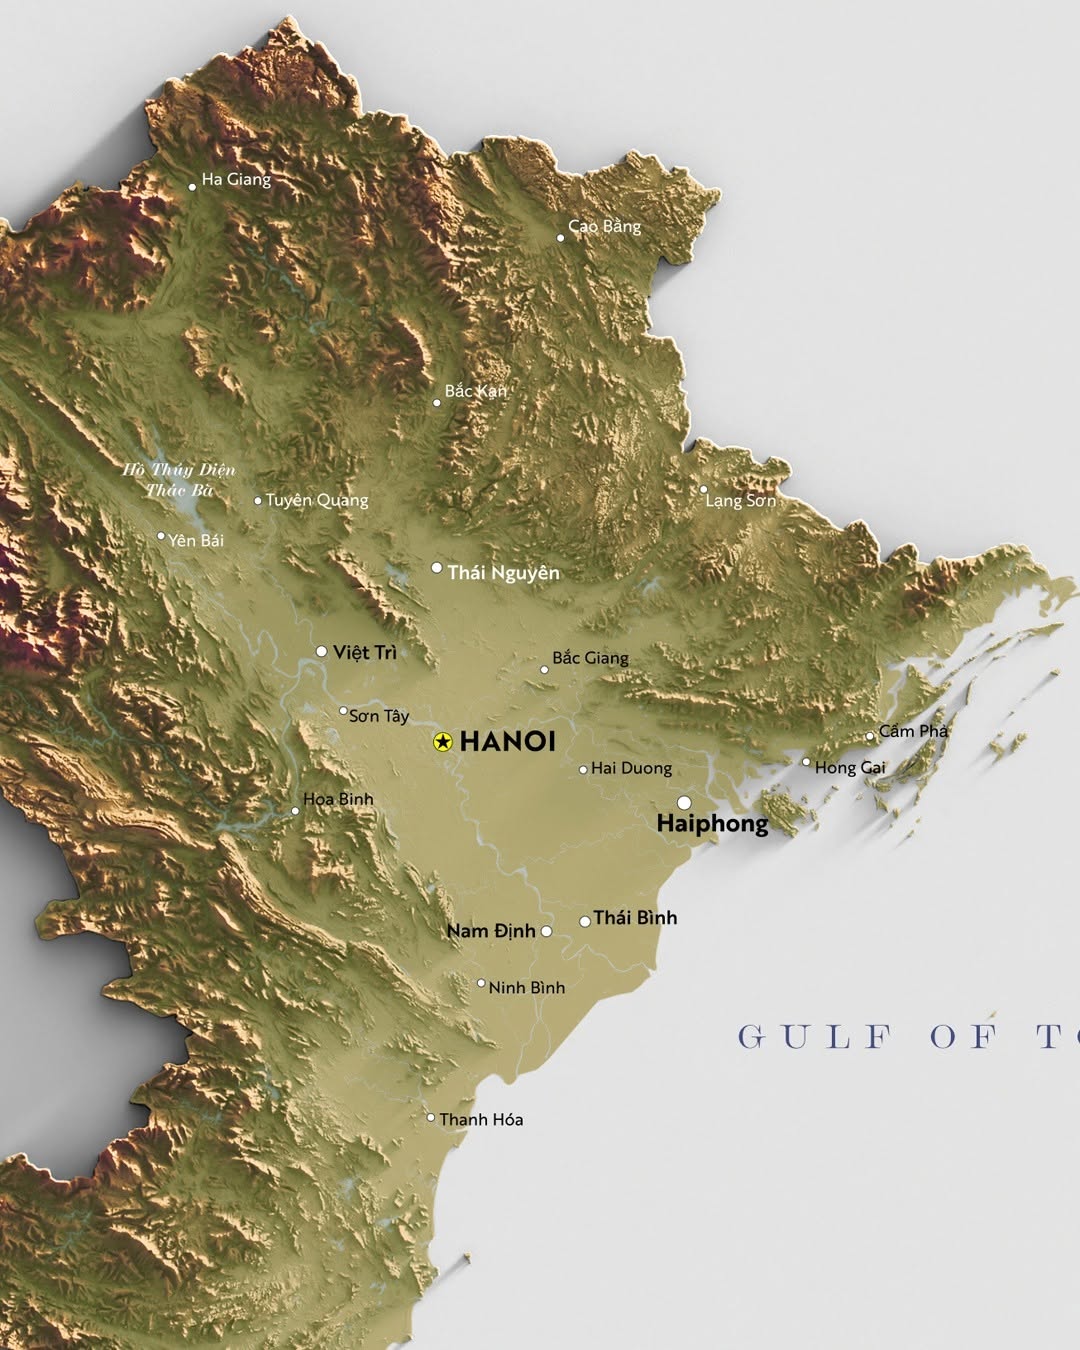 Ha Giang
Cao Bằng
Bắc Kạn
Hồ Thủy Diện
Thác Bà
Tuyên Quang
Lạng Sơn
Yên Bái
Thái Nguyên
Việt Trì
Bắc Giang
Sơn Tây
Cẩm Phả
HANOI
Hai Duong
Hong Gai
Hoa Binh
Haiphong
Thái Bình
Nam Định
Ninh Bình
GULF OF TO
Thanh Hóa